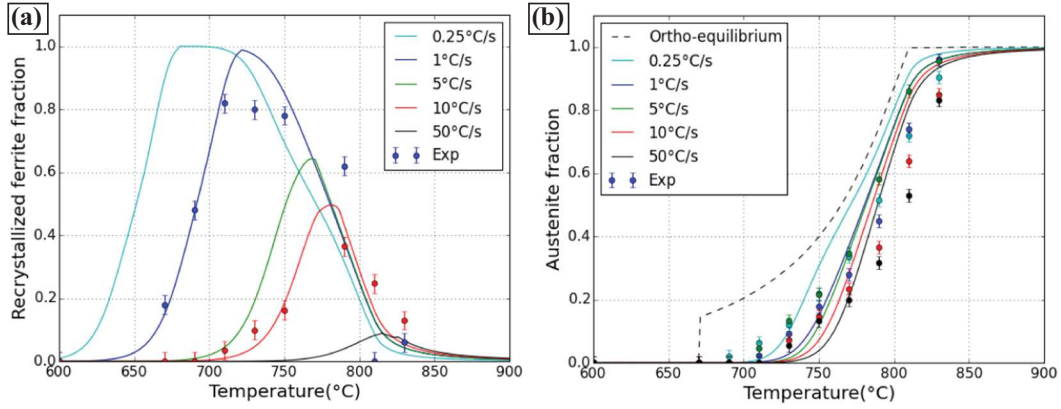 (a)
Recrystallized ferrite fraction
1.0
0.8
0.6
0.4
0.2
0.0
600 650 700 750 800 850 900
Temperature(°C)
0.25°C/s
1°C/s
5°C/s
10°C/s
50°C/s
Exp
(b)
Austenite fraction
1.0
0.8
0.6
0.4
0.2
0.0
600 650 700 750 800 850 900
Temperature(°C)
Ortho-equilibrium
0.25°C/s
1°C/s
5°C/s
10°C/s
50°C/s
Exp